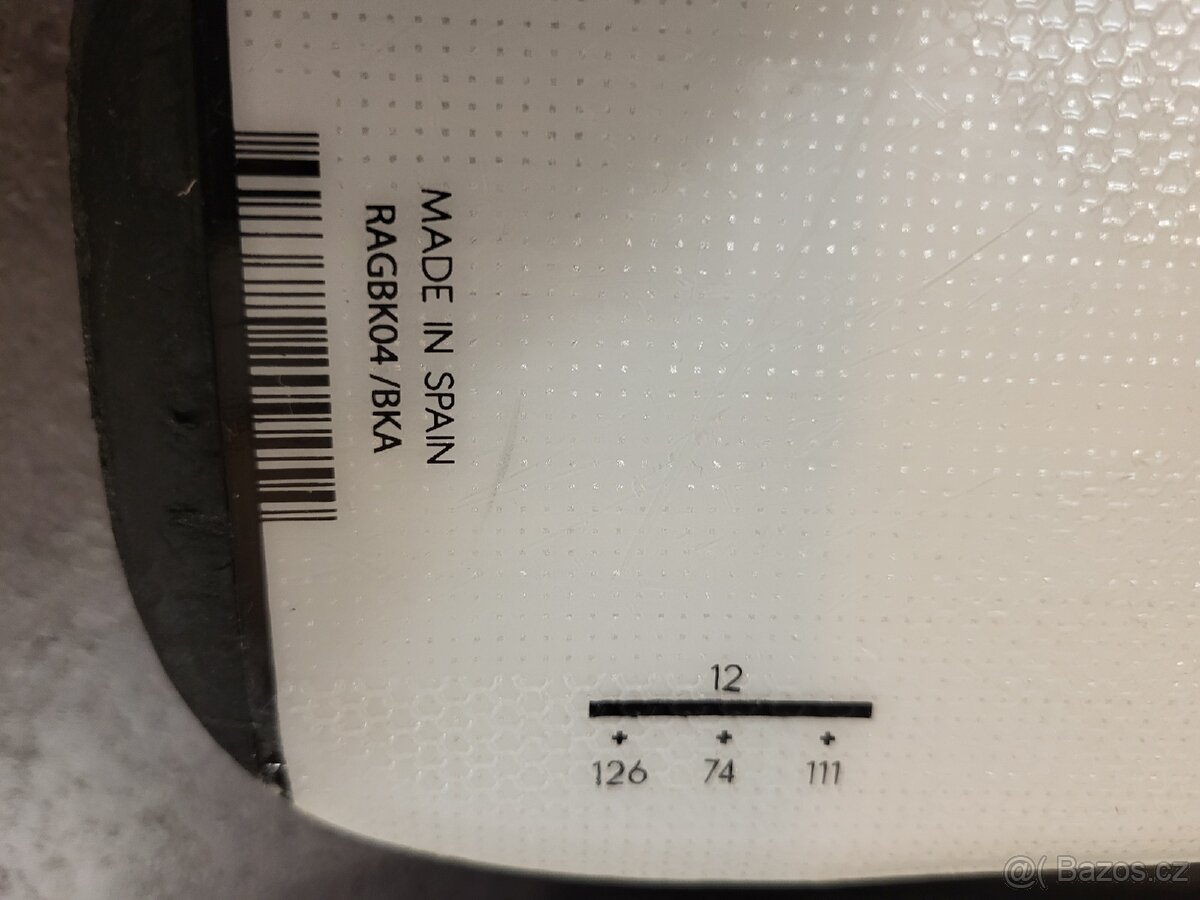 MADE IN SPAIN
RAGBK04 /BKA
12
126 74 111
@( Bazos.cz